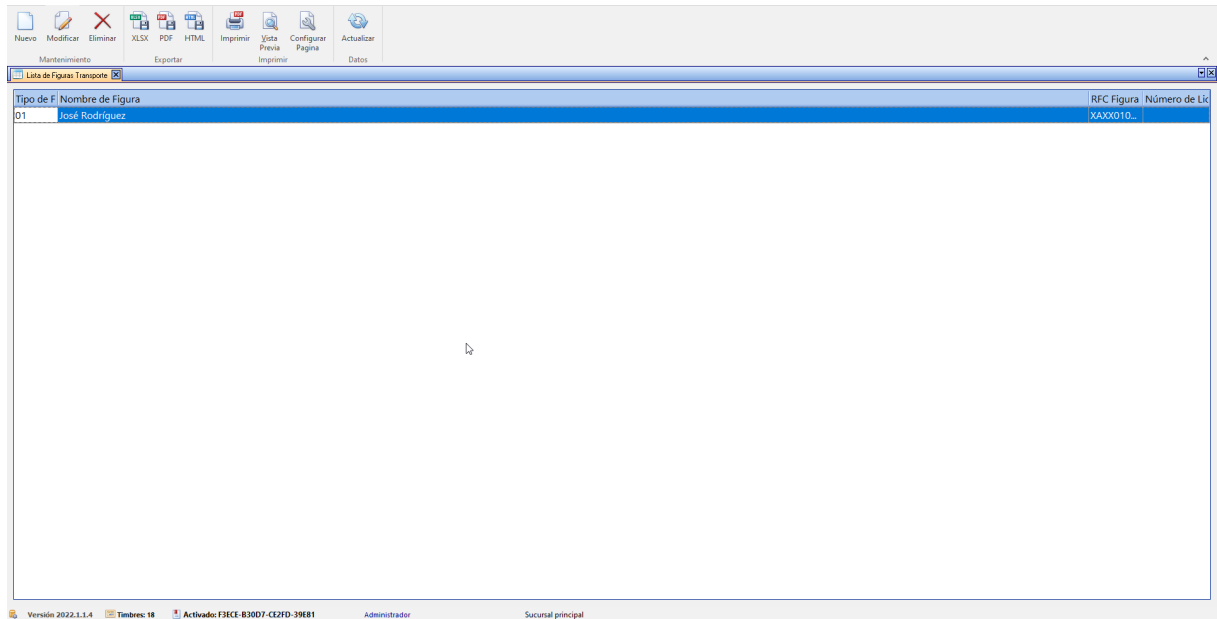 Nuevo Modificar Eliminar XLSX PDF HTML Imprimir Vista Previa Configurar Pagina Actualizar
Mantenimiento Exportar Imprimir Datos
Lista de Figuras Transporte
Tipo de F Nombre de Figura RFC Figura Número de Lic
01 José Rodríguez XAXX010...
Versión 2022.1.1.4 Timbres: 18 Activado: F3ECE-B30D7-CE2FD-39E81 Administrador Sucursal principal